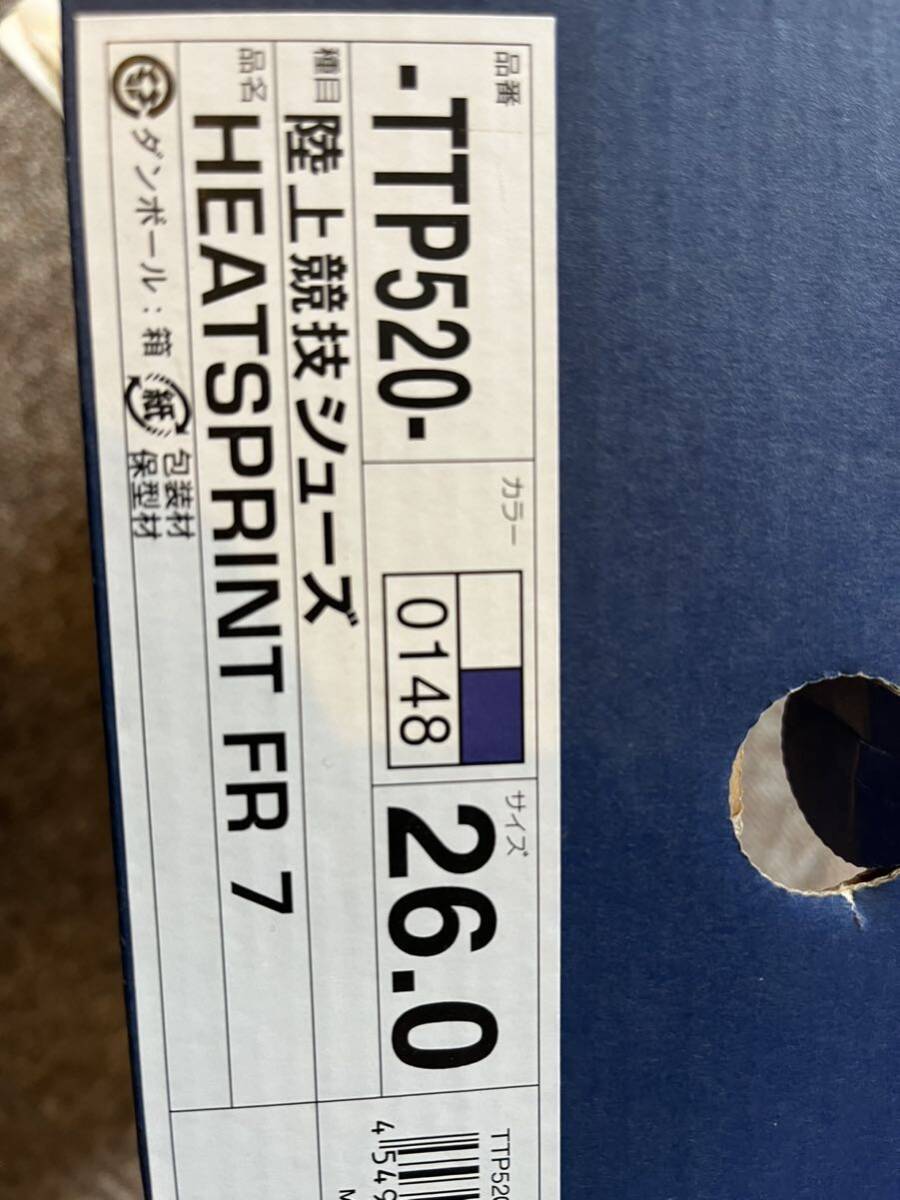 品番
-TTP520-
カラー
0148
サイズ
26.0
種目
陸上競技シューズ
品名
HEATSPRINT FR 7
ダンボール：箱
紙
包装材
保型材
TTP520
4 549
M